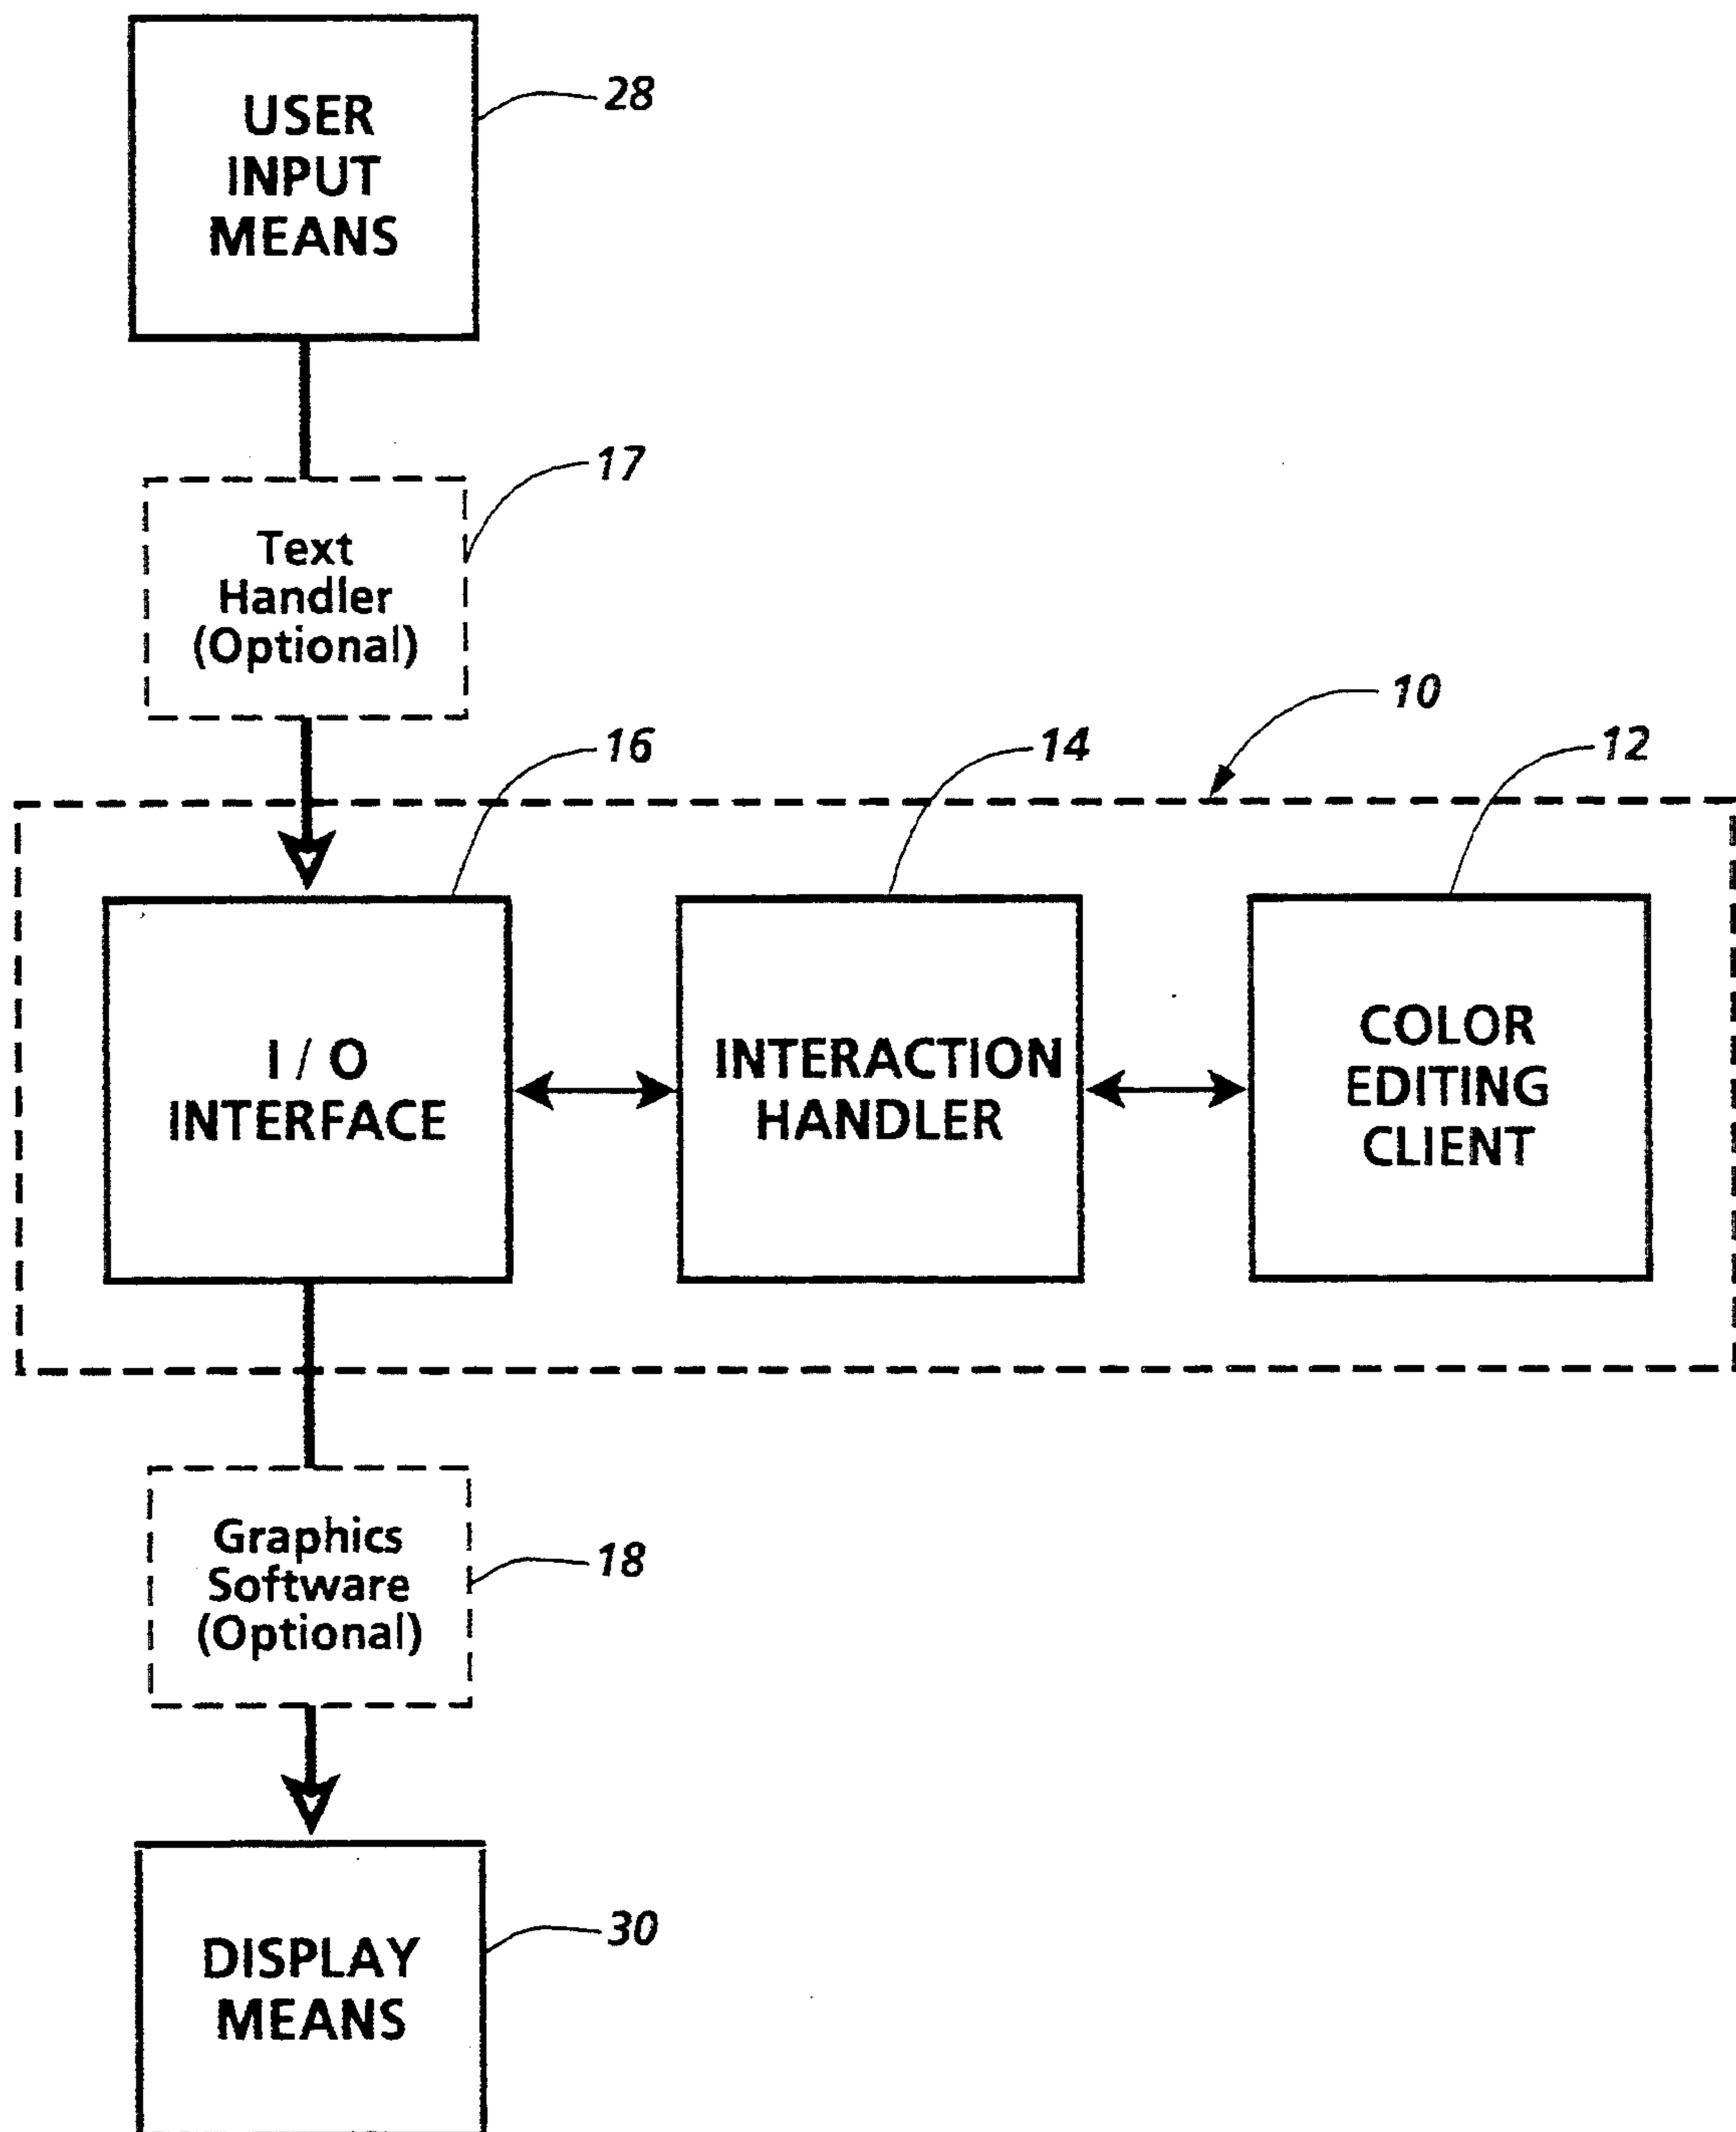 USER
INPUT
MEANS
28
17
Text
Handler
(Optional)
10
16
14
12
I / O
INTERFACE
INTERACTION
HANDLER
COLOR
EDITING
CLIENT
Graphics
Software
(Optional)
18
DISPLAY
MEANS
30